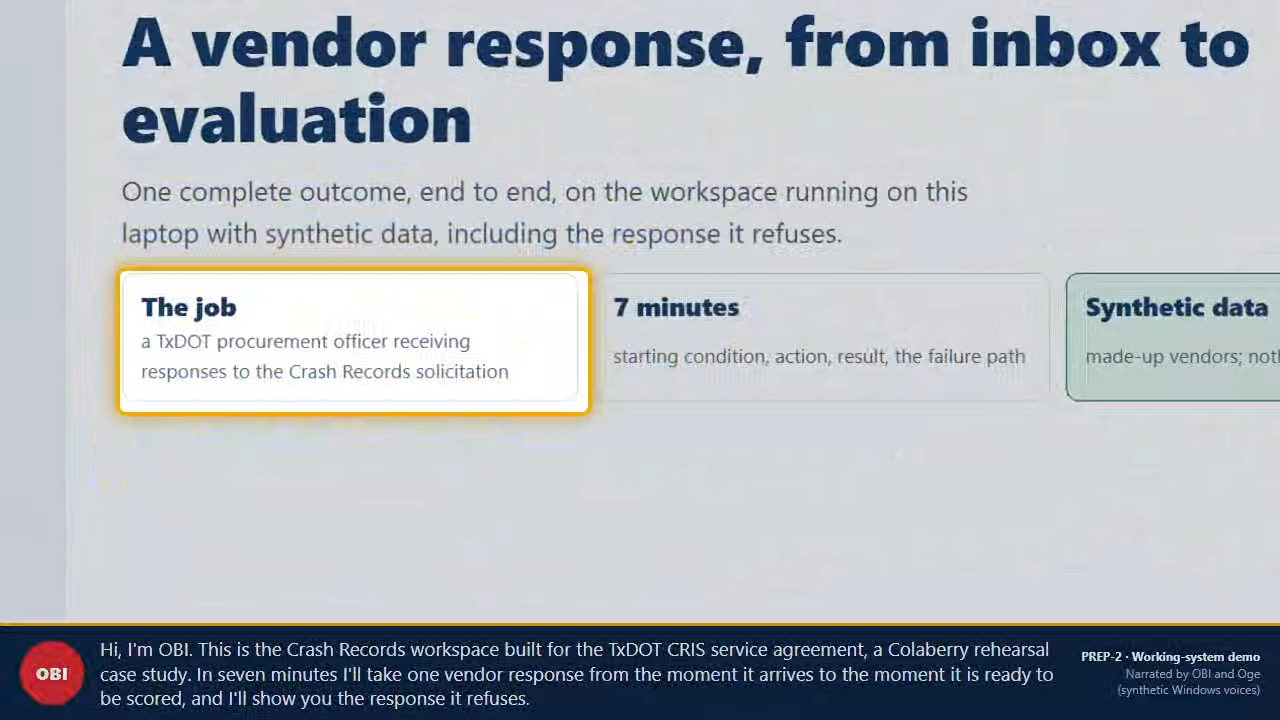 A vendor response, from inbox to
evaluation
One complete outcome, end to end, on the workspace running on this
laptop with synthetic data, including the response it refuses.
The job
a TxDOT procurement officer receiving
responses to the Crash Records solicitation
7 minutes
starting condition, action, result, the failure path
Synthetic data
made-up vendors;
OBI
Hi, I'm OBI. This is the Crash Records workspace built for the TxDOT CRIS service agreement, a Colaberry rehearsal
case study. In seven minutes I'll take one vendor response from the moment it arrives to the moment it is ready to
be scored, and I'll show you the response it refuses.
PREP-2 · Working-system demo
Narrated by OBI and Oge
(synthetic Windows voices)